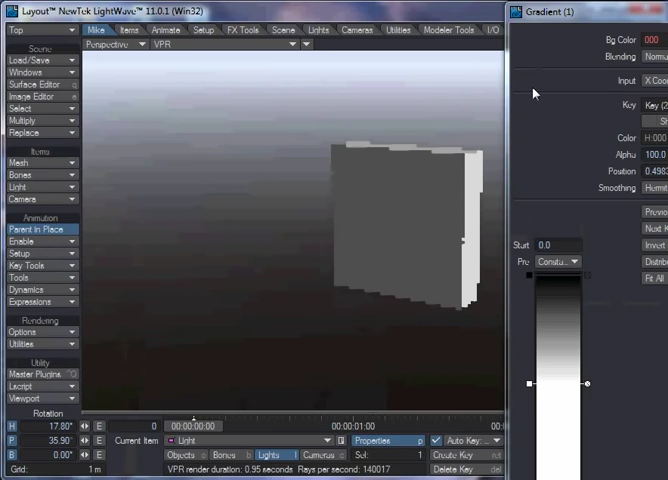 Layout™ NewTek LightWave™ 11.0.1 (Win32)
Top
Mike Items Animate Setup FX Tools Scene Lights Cameras Utilities Modeler Tools I/O
Perspective VPR
Scene
Load/Save
Windows
Surface Editor
Image Editor
Select
Multiply
Replace
Items
Mesh
Bones
Light
Camera
Animation
Parent in Place
Enable
Setup
Key Tools
Tools
Dynamics
Expressions
Rendering
Options
Utilities
Utility
Master Plugins
Lscript
Viewport
Rotation
H 17.80° E
P 35.90° E
B 0.00° E
Grid: 1 m
0 00:00:00:00 00:00:01:00
Current Item Light Properties p Auto Key:
Objects Bones b Lights l Cameras Sel: 1 Create Key
VPR render duration: 0.95 seconds Rays per second: 140017 Delete Key
Gradient (1)
Bg Color 000
Blending
Input
Key
Color H:000
Alpha 100.0
Position
Smoothing
Invert
Fit All
Start 0.0
Pre